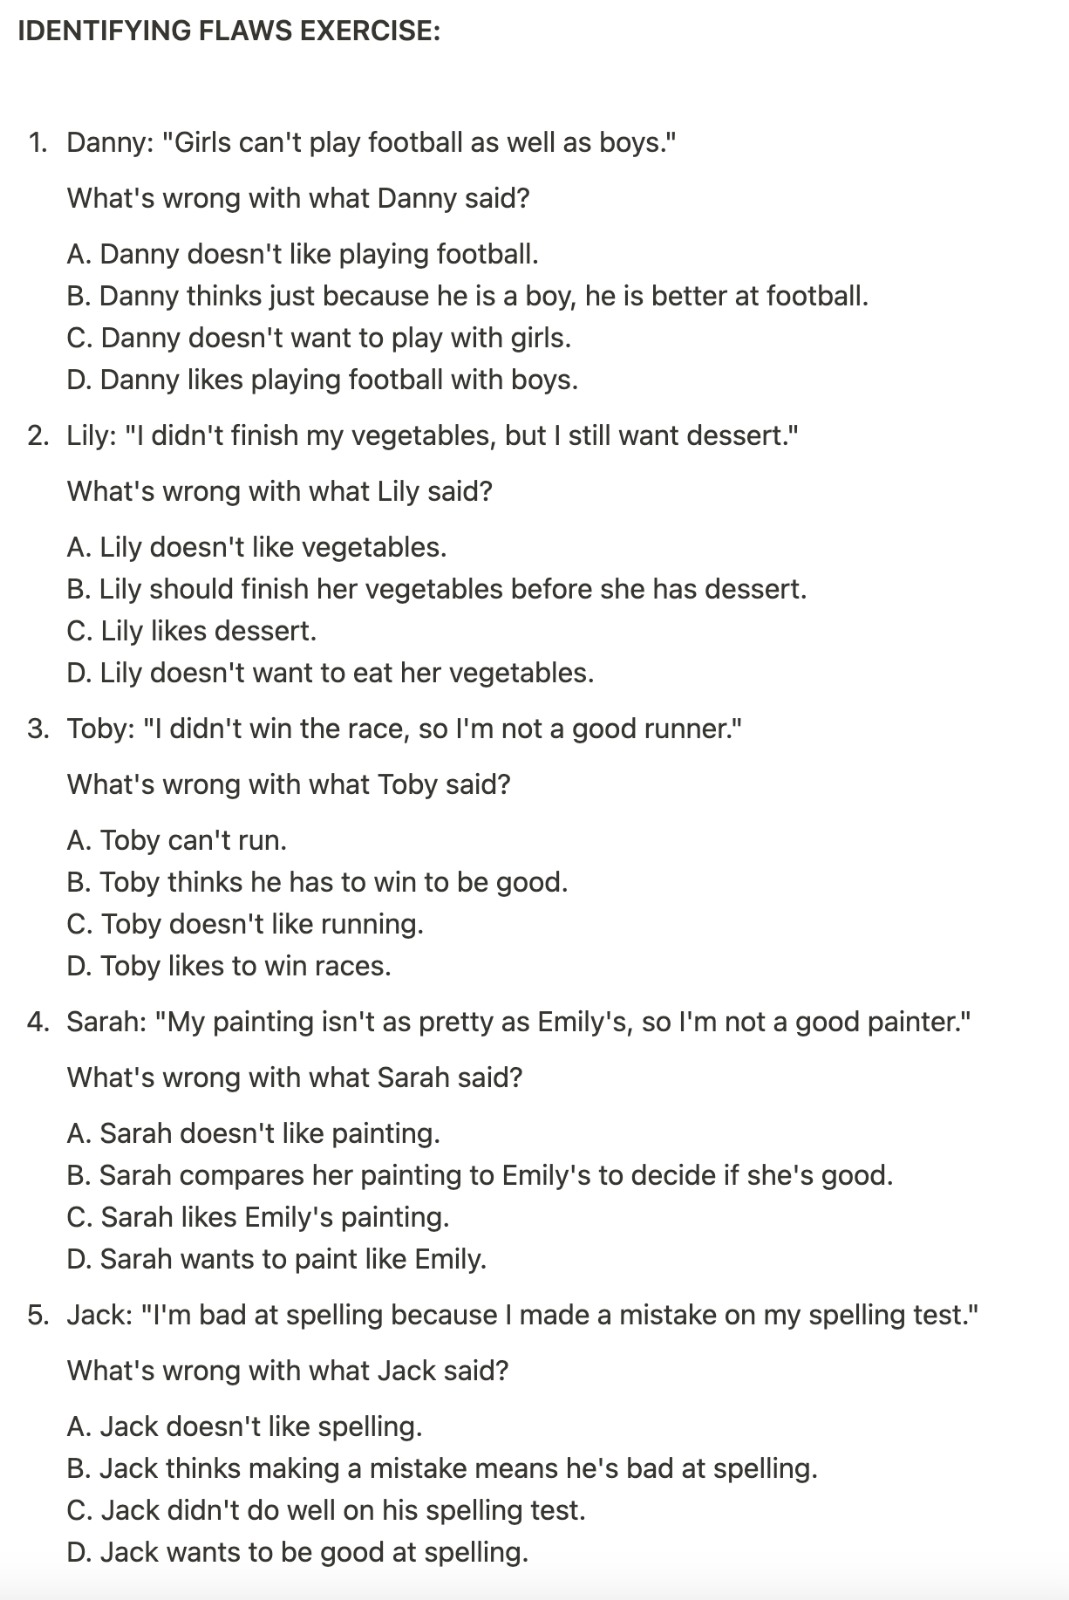 IDENTIFYING FLAWS EXERCISE:
1. Danny: "Girls can't play football as well as boys."
What's wrong with what Danny said?
A. Danny doesn't like playing football.
B. Danny thinks just because he is a boy, he is better at football.
C. Danny doesn't want to play with girls.
D. Danny likes playing football with boys.
2. Lily: "I didn't finish my vegetables, but I still want dessert."
What's wrong with what Lily said?
A. Lily doesn't like vegetables.
B. Lily should finish her vegetables before she has dessert.
C. Lily likes dessert.
D. Lily doesn't want to eat her vegetables.
3. Toby: "I didn't win the race, so I'm not a good runner."
What's wrong with what Toby said?
A. Toby can't run.
B. Toby thinks he has to win to be good.
C. Toby doesn't like running.
D. Toby likes to win races.
4. Sarah: "My painting isn't as pretty as Emily's, so I'm not a good painter."
What's wrong with what Sarah said?
A. Sarah doesn't like painting.
B. Sarah compares her painting to Emily's to decide if she's good.
C. Sarah likes Emily's painting.
D. Sarah wants to paint like Emily.
5. Jack: "I'm bad at spelling because I made a mistake on my spelling test."
What's wrong with what Jack said?
A. Jack doesn't like spelling.
B. Jack thinks making a mistake means he's bad at spelling.
C. Jack didn't do well on his spelling test.
D. Jack wants to be good at spelling.